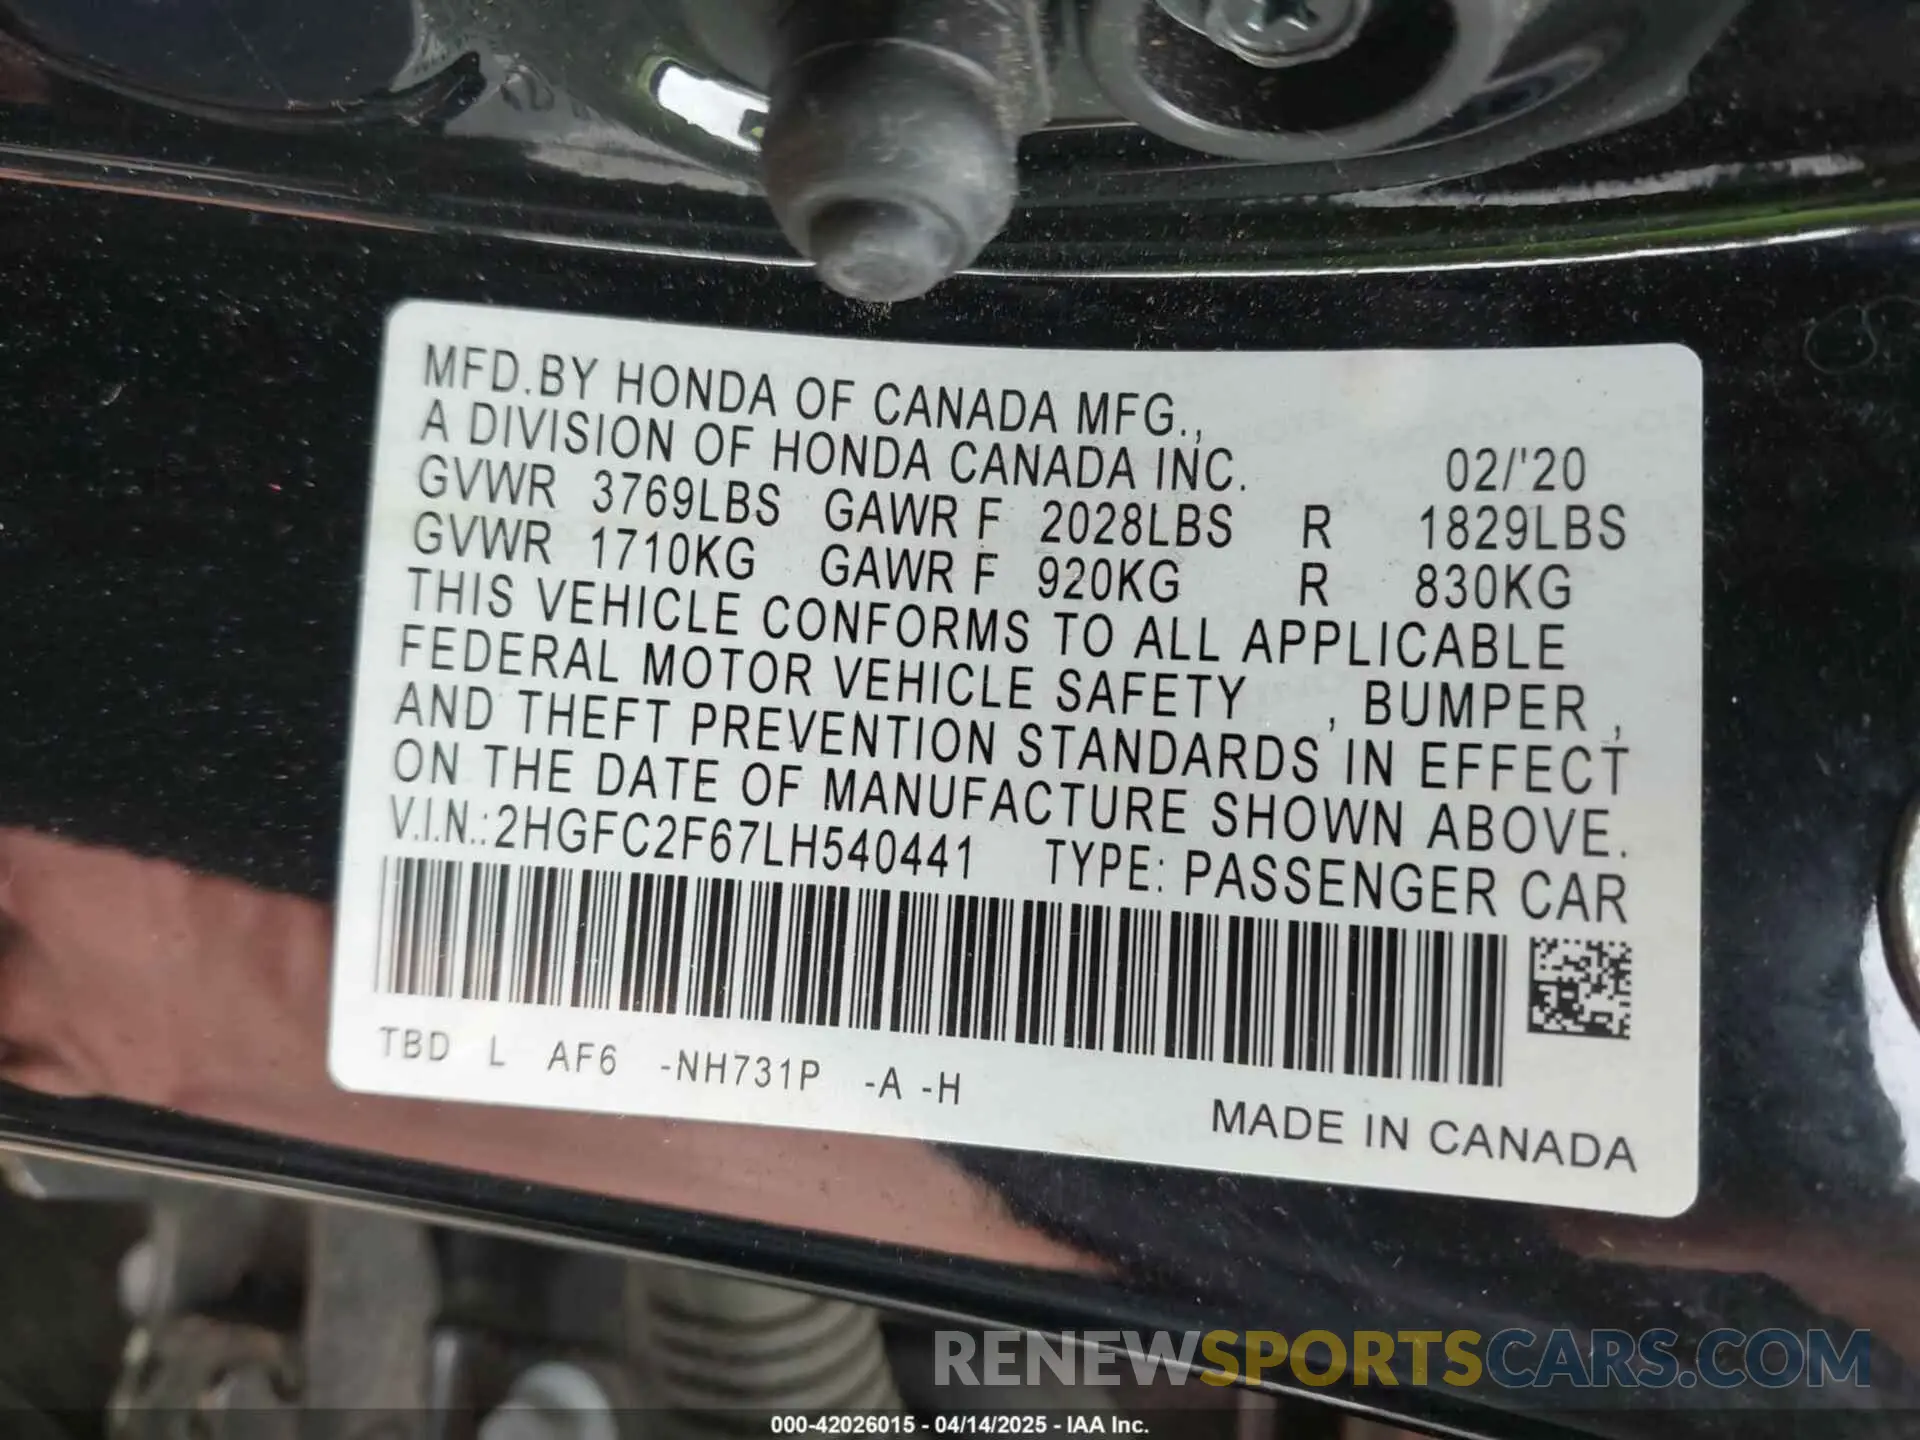 MFD.BY HONDA OF CANADA MFG.,
A DIVISION OF HONDA CANADA INC. 02/'20
GVWR 3769LBS GAWR F 2028LBS R 1829LBS
GVWR 1710KG GAWR F 920KG R 830KG
THIS VEHICLE CONFORMS TO ALL APPLICABLE
FEDERAL MOTOR VEHICLE SAFETY , BUMPER ,
AND THEFT PREVENTION STANDARDS IN EFFECT
ON THE DATE OF MANUFACTURE SHOWN ABOVE.
V.I.N.:2HGFC2F67LH540441 TYPE: PASSENGER CAR
TBD L AF6 -NH731P -A -H
MADE IN CANADA
RENEWSPORTSCARS.COM
000-42026015 - 04/14/2025 - IAA Inc.